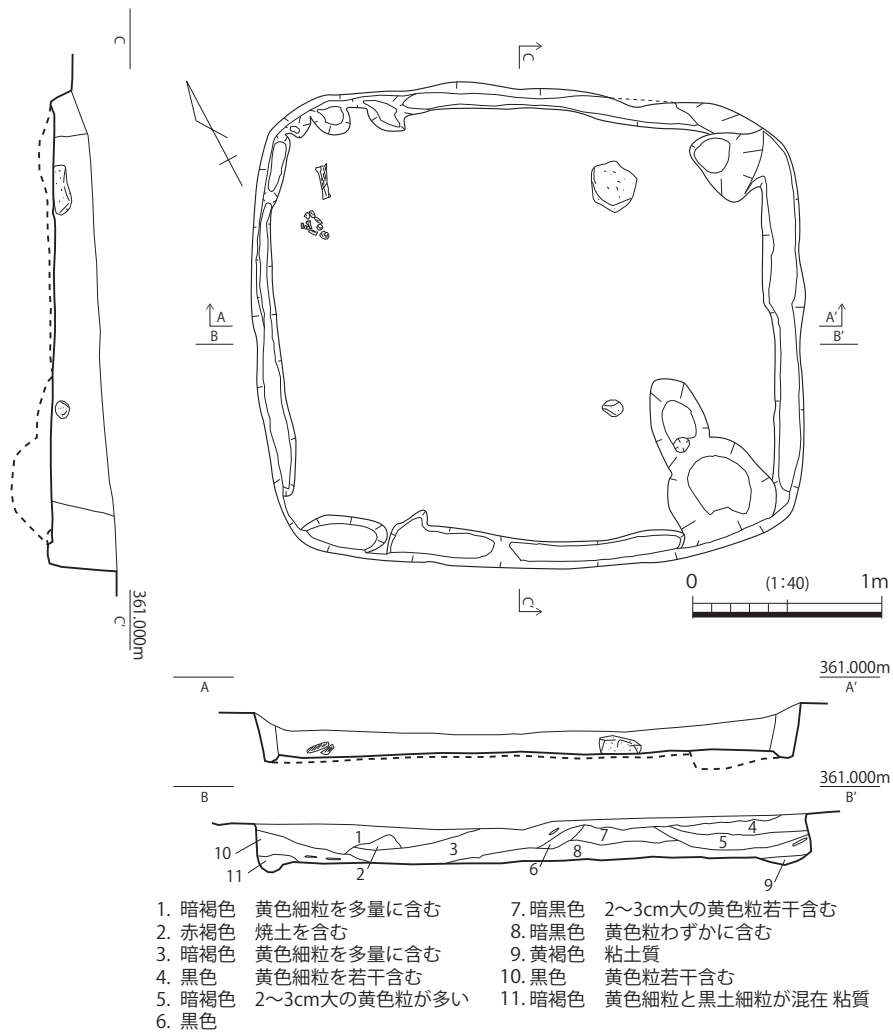 C
C
A
B
A′
B′
C′
C′
361.000m
0 (1:40) 1m
361.000m
A A′
361.000m
B B′
1
2
3
4
5
6
7
8
9
10
11
1. 暗褐色 黄色細粒を多量に含む
2. 赤褐色 焼土を含む
3. 暗褐色 黄色細粒を多量に含む
4. 黒色 黄色細粒を若干含む
5. 暗褐色 2〜3cm大の黄色粒が多い
6. 黒色
7. 暗黒色 2〜3cm大の黄色粒若干含む
8. 暗黒色 黄色粒わずかに含む
9. 黄褐色 粘土質
10. 黒色 黄色粒若干含む
11. 暗褐色 黄色細粒と黒土細粒が混在 粘質